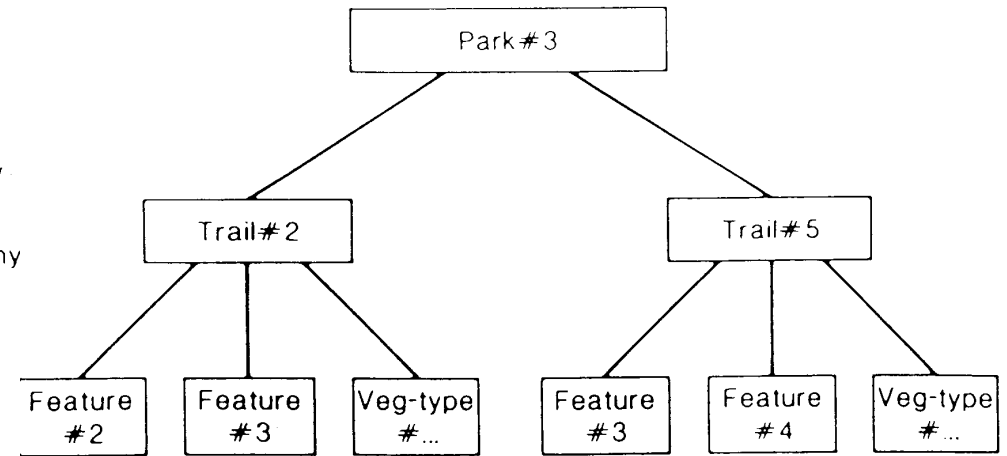 Park#3
Trail#2
Trail#5
Feature
#2
Feature
#3
Veg-type
#...
Feature
#3
Feature
#4
Veg-type
#...